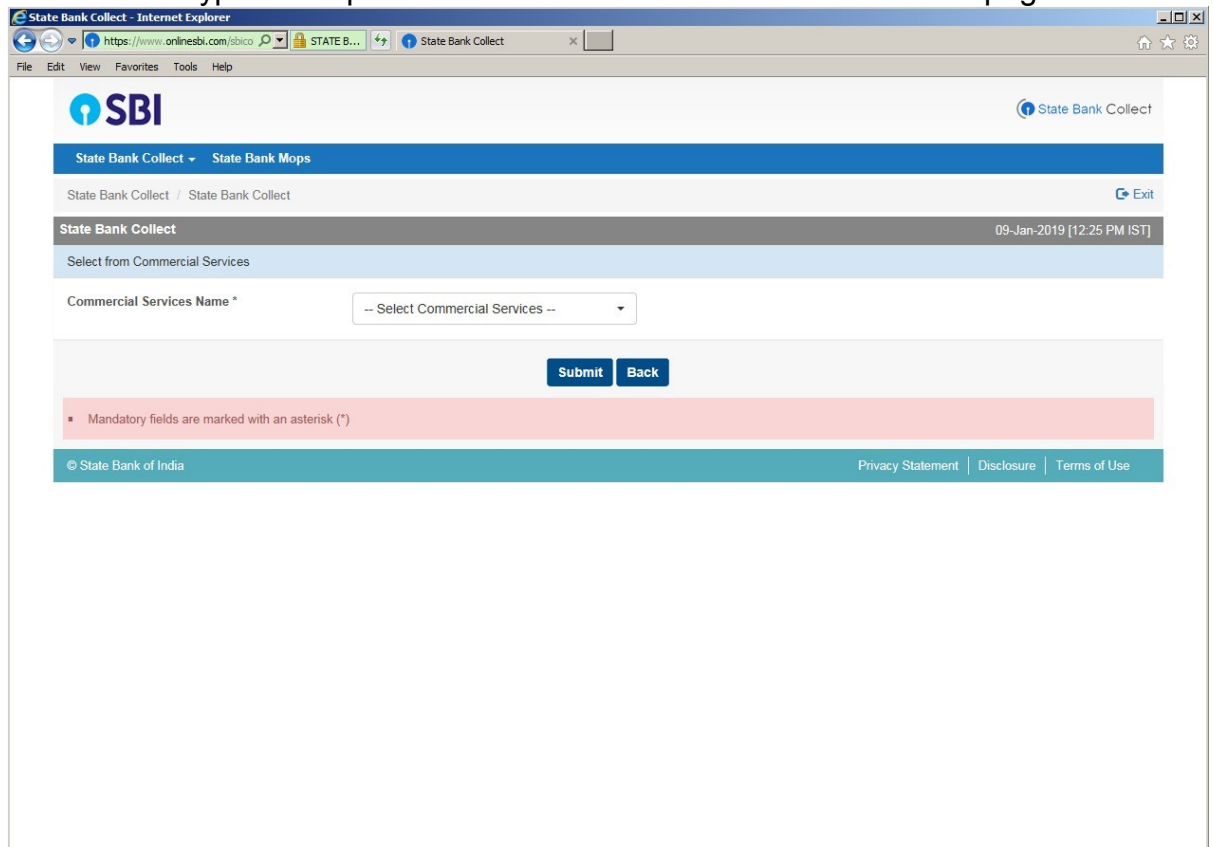 State Bank Collect - Internet Explorer
https://www.onlinesbi.com/sbico STATE B... State Bank Collect
File Edit View Favorites Tools Help
SBI State Bank Collect
State Bank Collect State Bank Mops
State Bank Collect / State Bank Collect Exit
State Bank Collect 09-Jan-2019 [12:25 PM IST]
Select from Commercial Services
Commercial Services Name * -- Select Commercial Services --
Submit Back
Mandatory fields are marked with an asterisk (*)
© State Bank of India Privacy Statement | Disclosure | Terms of Use